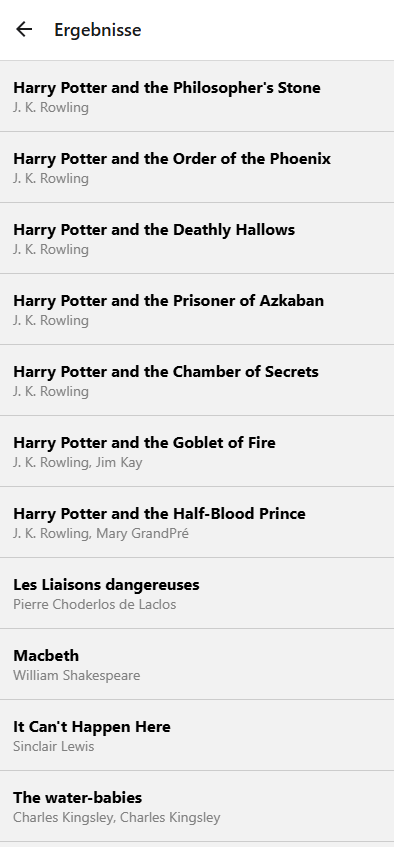 Ergebnisse
Harry Potter and the Philosopher's Stone
J. K. Rowling
Harry Potter and the Order of the Phoenix
J. K. Rowling
Harry Potter and the Deathly Hallows
J. K. Rowling
Harry Potter and the Prisoner of Azkaban
J. K. Rowling
Harry Potter and the Chamber of Secrets
J. K. Rowling
Harry Potter and the Goblet of Fire
J. K. Rowling, Jim Kay
Harry Potter and the Half-Blood Prince
J. K. Rowling, Mary GrandPré
Les Liaisons dangereuses
Pierre Choderlos de Laclos
Macbeth
William Shakespeare
It Can't Happen Here
Sinclair Lewis
The water-babies
Charles Kingsley, Charles Kingsley